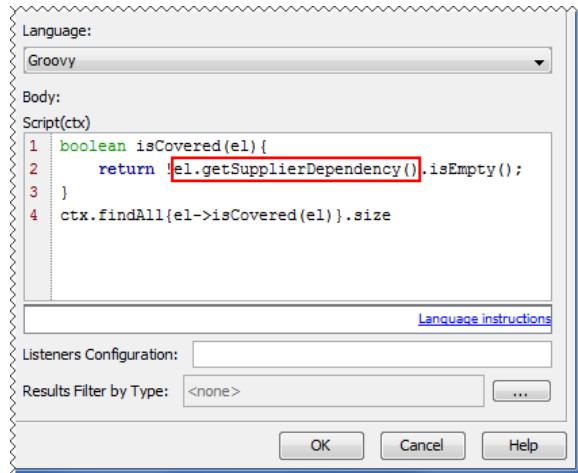 Language:
Groovy
Body:
Script(ctx)
1 boolean isCovered(el){
2 return !el.getSupplierDependency().isEmpty();
3 }
4 ctx.findAll{el->isCovered(el)}.size
Language instructions
Listeners Configuration:
Results Filter by Type: <none> ...
OK Cancel Help